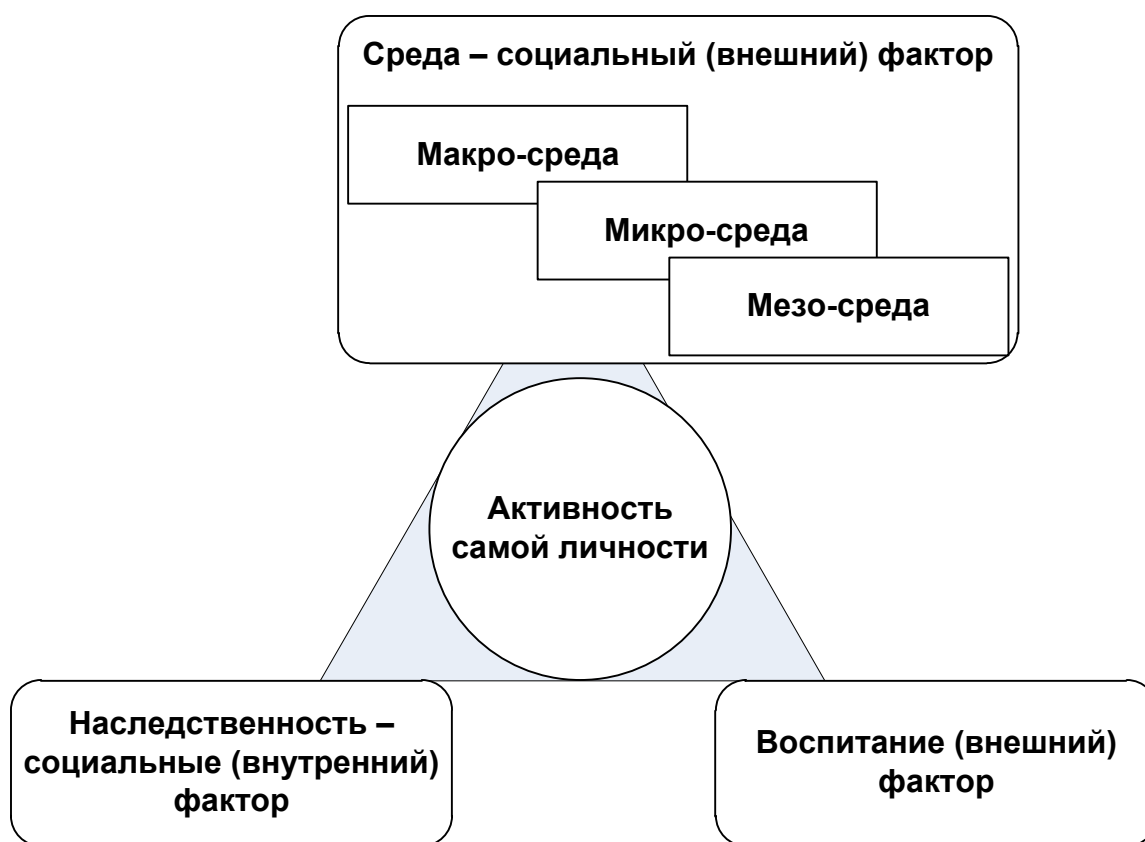 Среда – социальный (внешний) фактор
Макро-среда
Микро-среда
Мезо-среда
Активность
самой личности
Наследственность –
социальные (внутренний)
фактор
Воспитание (внешний)
фактор